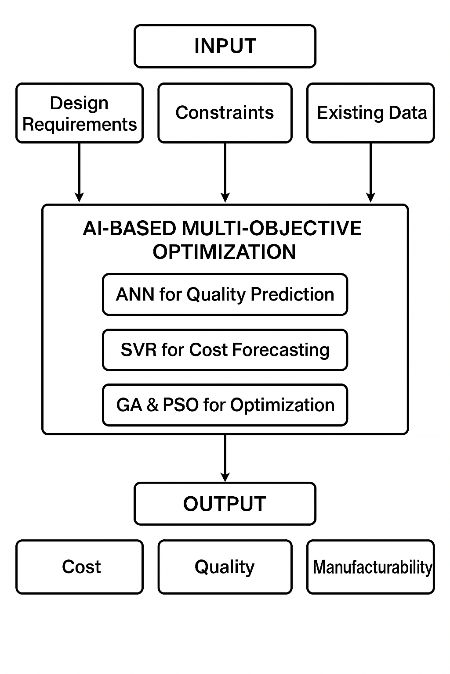 INPUT
Design
Requirements
Constraints
Existing Data
AI-BASED MULTI-OBJECTIVE
OPTIMIZATION
ANN for Quality Prediction
SVR for Cost Forecasting
GA & PSO for Optimization
OUTPUT
Cost
Quality
Manufacturability